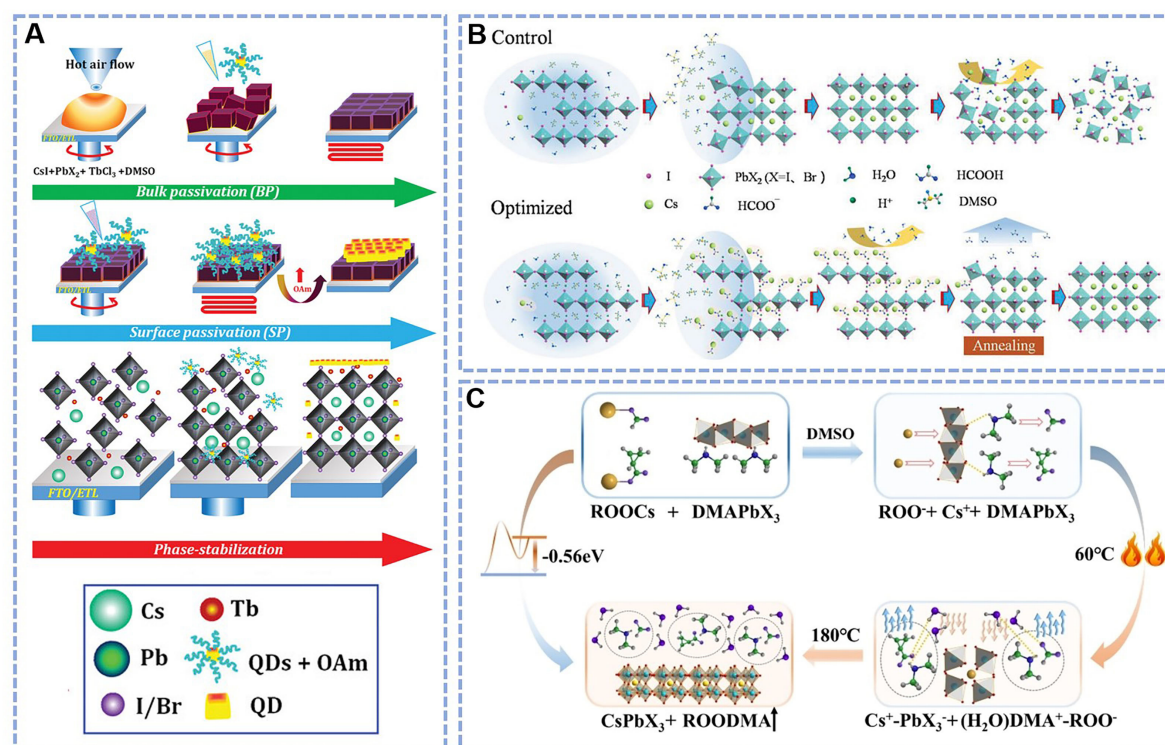 A
Hot air flow
FTO/ETL
CsI+PbX₂+ TbCl₃ +DMSO
Bulk passivation (BP)
FTO/ETL
OAm
Surface passivation (SP)
FTO/ETL
Phase-stabilization
Cs
Tb
Pb
QDs + OAm
I/Br
QD
B
Control
I
PbX₂ (X=I、Br)
H₂O
HCOOH
Cs
HCOO⁻
H⁺
DMSO
Optimized
Annealing
C
DMSO
ROOCs + DMAPbX₃
ROO⁻+ Cs⁺+ DMAPbX₃
-0.56eV
60℃
180℃
CsPbX₃+ ROODMA
Cs⁺-PbX₃⁻+(H₂O)DMA⁺-ROO⁻